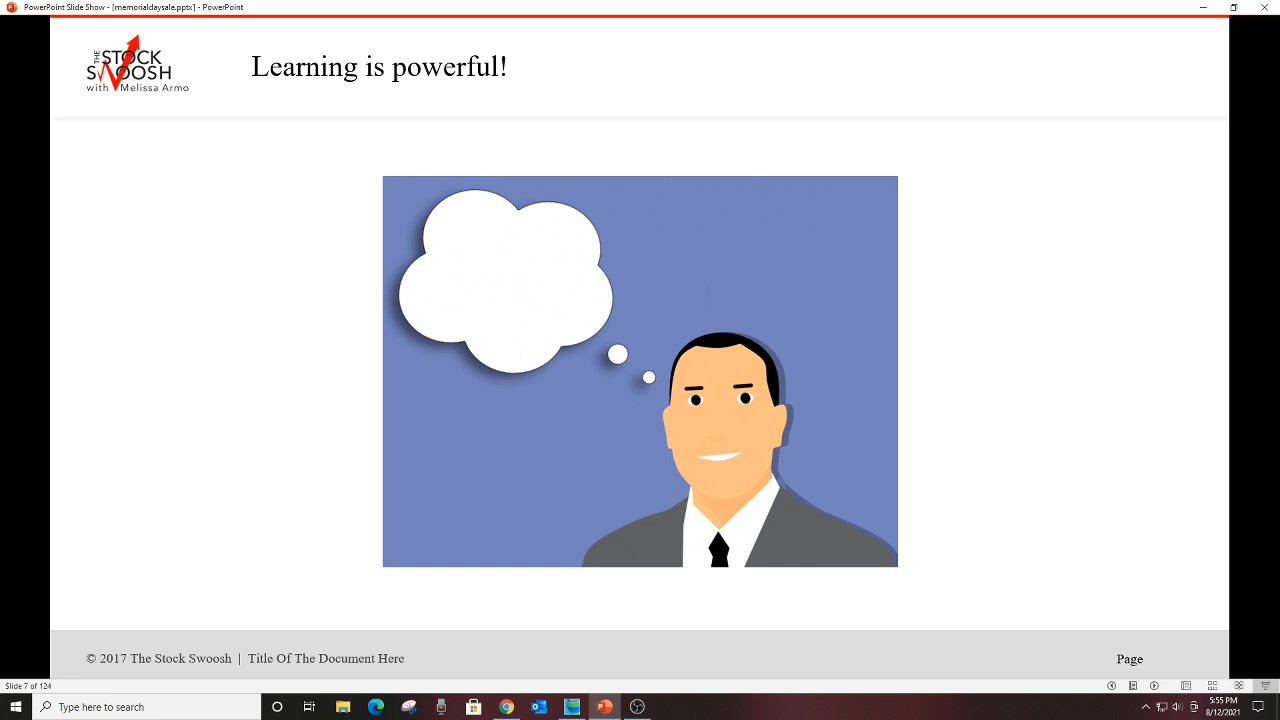 PowerPoint Slide Show - [memorialdaysale.pptx] - PowerPoint
THE STOCK
SWOOSH
with Melissa Armo
Learning is powerful!
© 2017 The Stock Swoosh | Title Of The Document Here
Page
Slide 7 of 124
Type here to search
5:55 PM
8/12/2021